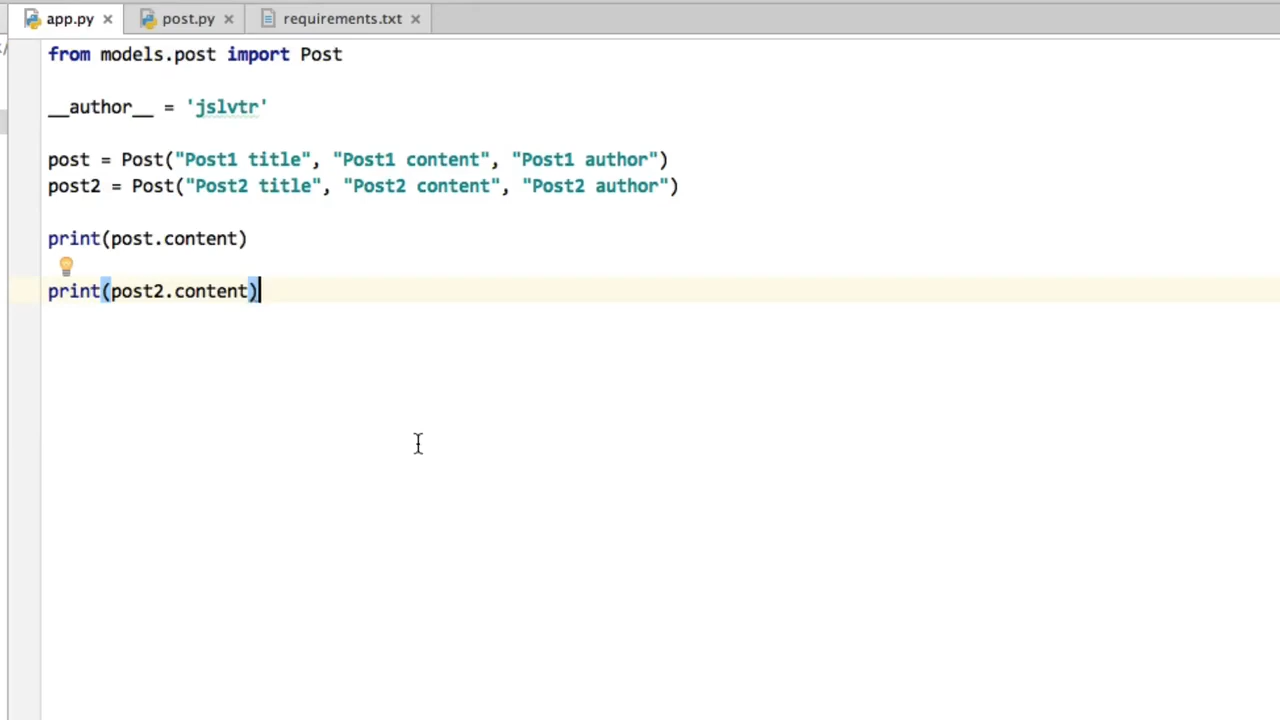 app.py post.py requirements.txt
from models.post import Post
__author__ = 'jslvtr'
post = Post("Post1 title", "Post1 content", "Post1 author")
post2 = Post("Post2 title", "Post2 content", "Post2 author")
print(post.content)
print(post2.content)